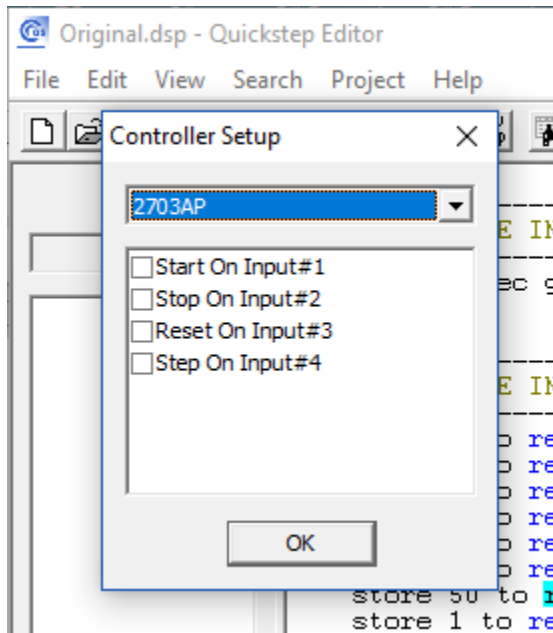 Original.dsp - Quickstep Editor
File Edit View Search Project Help
Controller Setup
2703AP
Start On Input#1
Stop On Input#2
Reset On Input#3
Step On Input#4
OK
store 50 to
store 1 to re